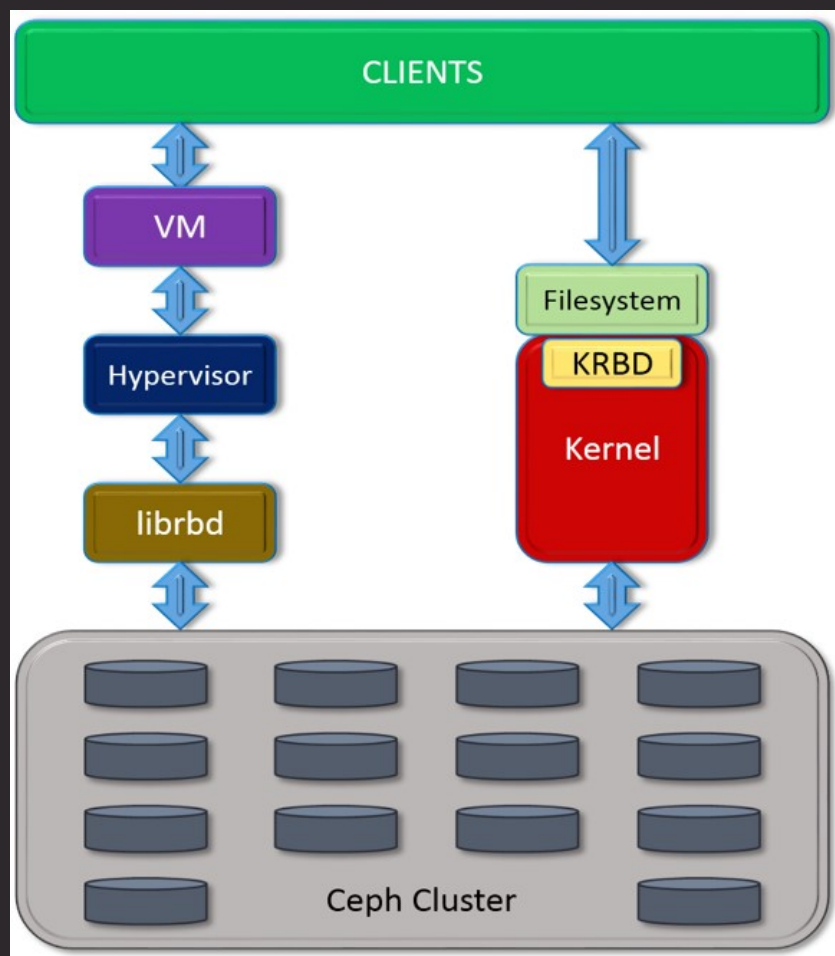 CLIENTS
VM
Hypervisor
librbd
Filesystem
KRBD
Kernel
Ceph Cluster